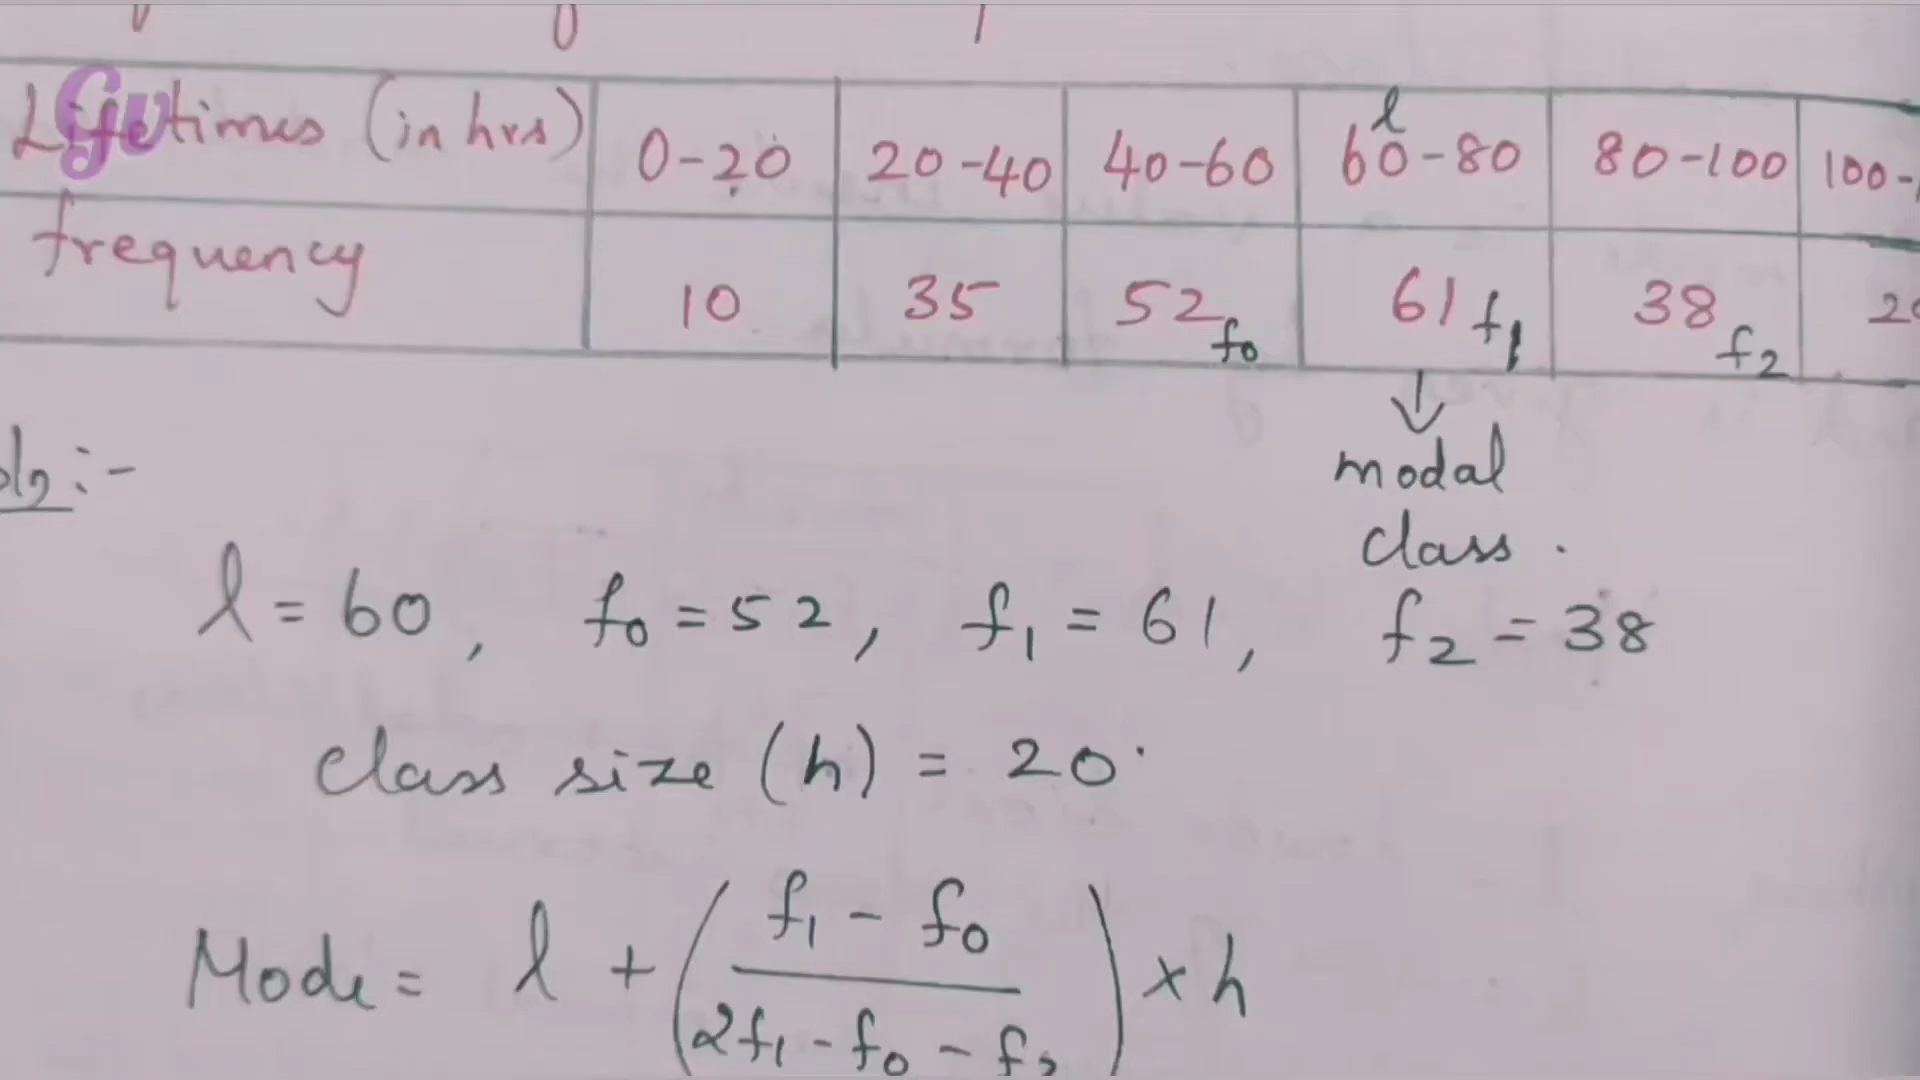 Lifetimes (in hrs) 0-20 20-40 40-60 l 60-80 80-100 100-
frequency 10 35 52 f₀ 61 f₁ 38 f₂
↓
modal
class.
l = 60, f₀ = 52, f₁ = 61, f₂ = 38
class size (h) = 20.
Mode = l + ( (f₁ - f₀) / (2f₁ - f₀ - f₂) ) × h
Gv